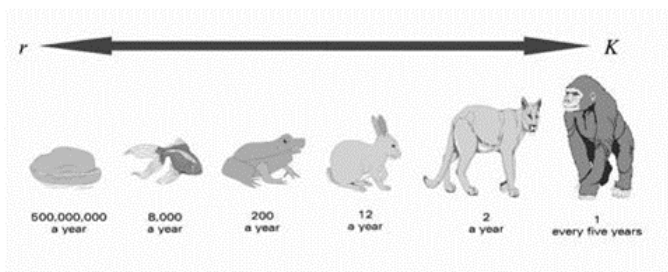 r K
500,000,000 8,000 200 12 2 1
a year a year a year a year a year every five years